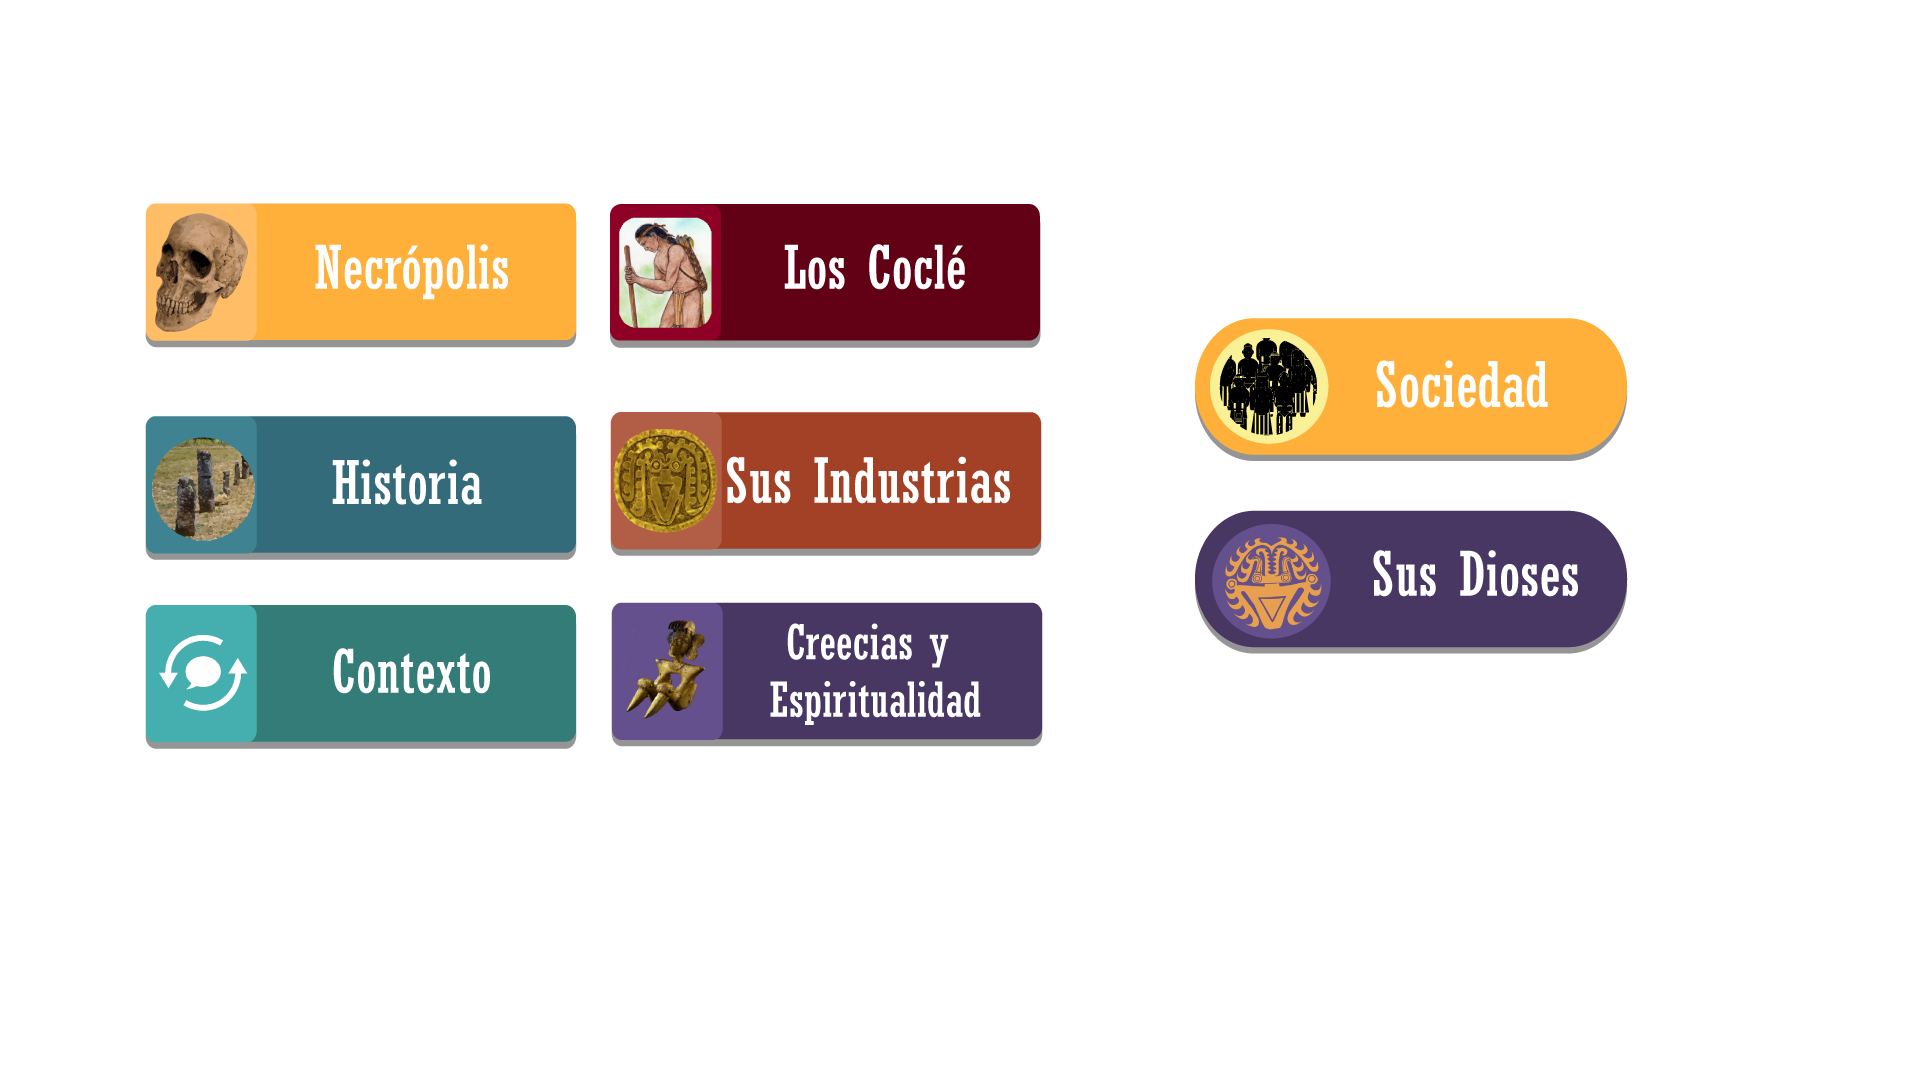 Necrópolis
Los Coclé
Historia
Sus Industrias
Contexto
Creecias y
Espiritualidad
Sociedad
Sus Dioses